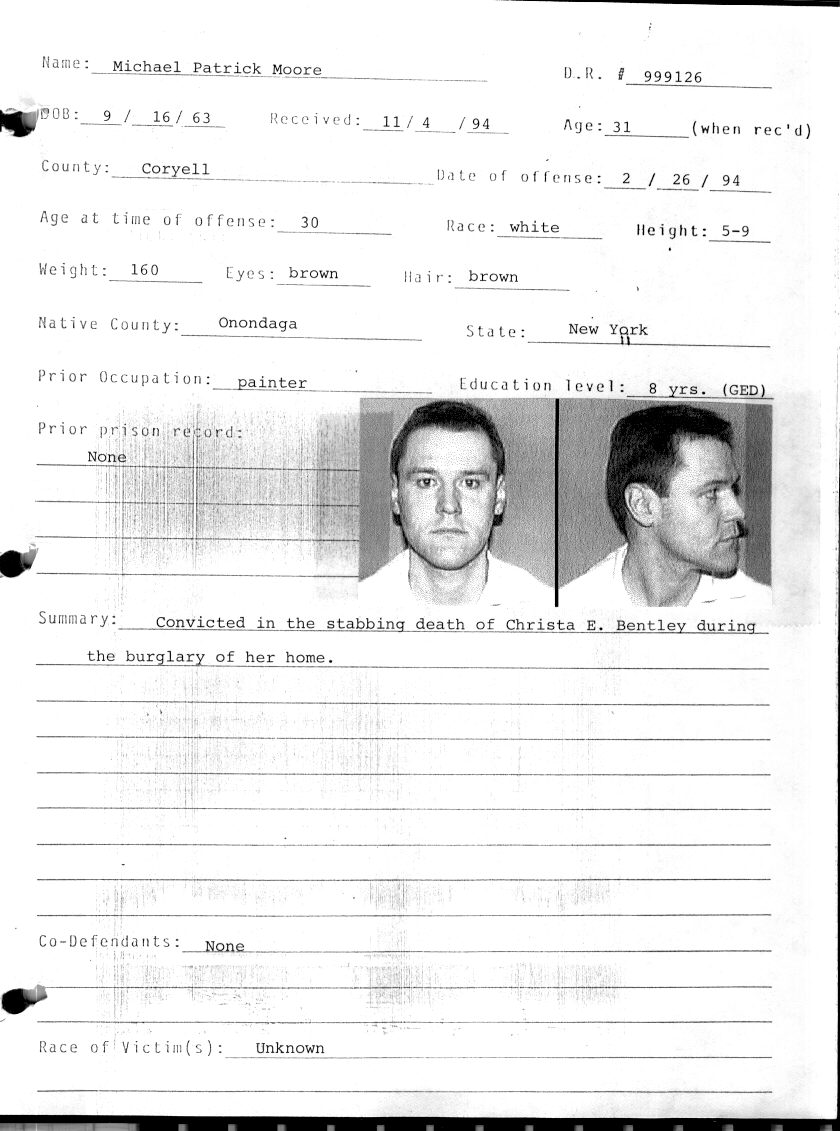 Name: Michael Patrick Moore D.R. # 999126
DOB: 9 / 16 / 63 Received: 11 / 4 / 94 Age: 31 (when rec'd)
County: Coryell Date of offense: 2 / 26 / 94
Age at time of offense: 30 Race: white Height: 5-9
Weight: 160 Eyes: brown Hair: brown
Native County: Onondaga State: New York
Prior Occupation: painter Education level: 8 yrs. (GED)
Prior prison record:
None
Summary: Convicted in the stabbing death of Christa E. Bentley during
the burglary of her home.
Co-Defendants: None
Race of Victim(s): Unknown